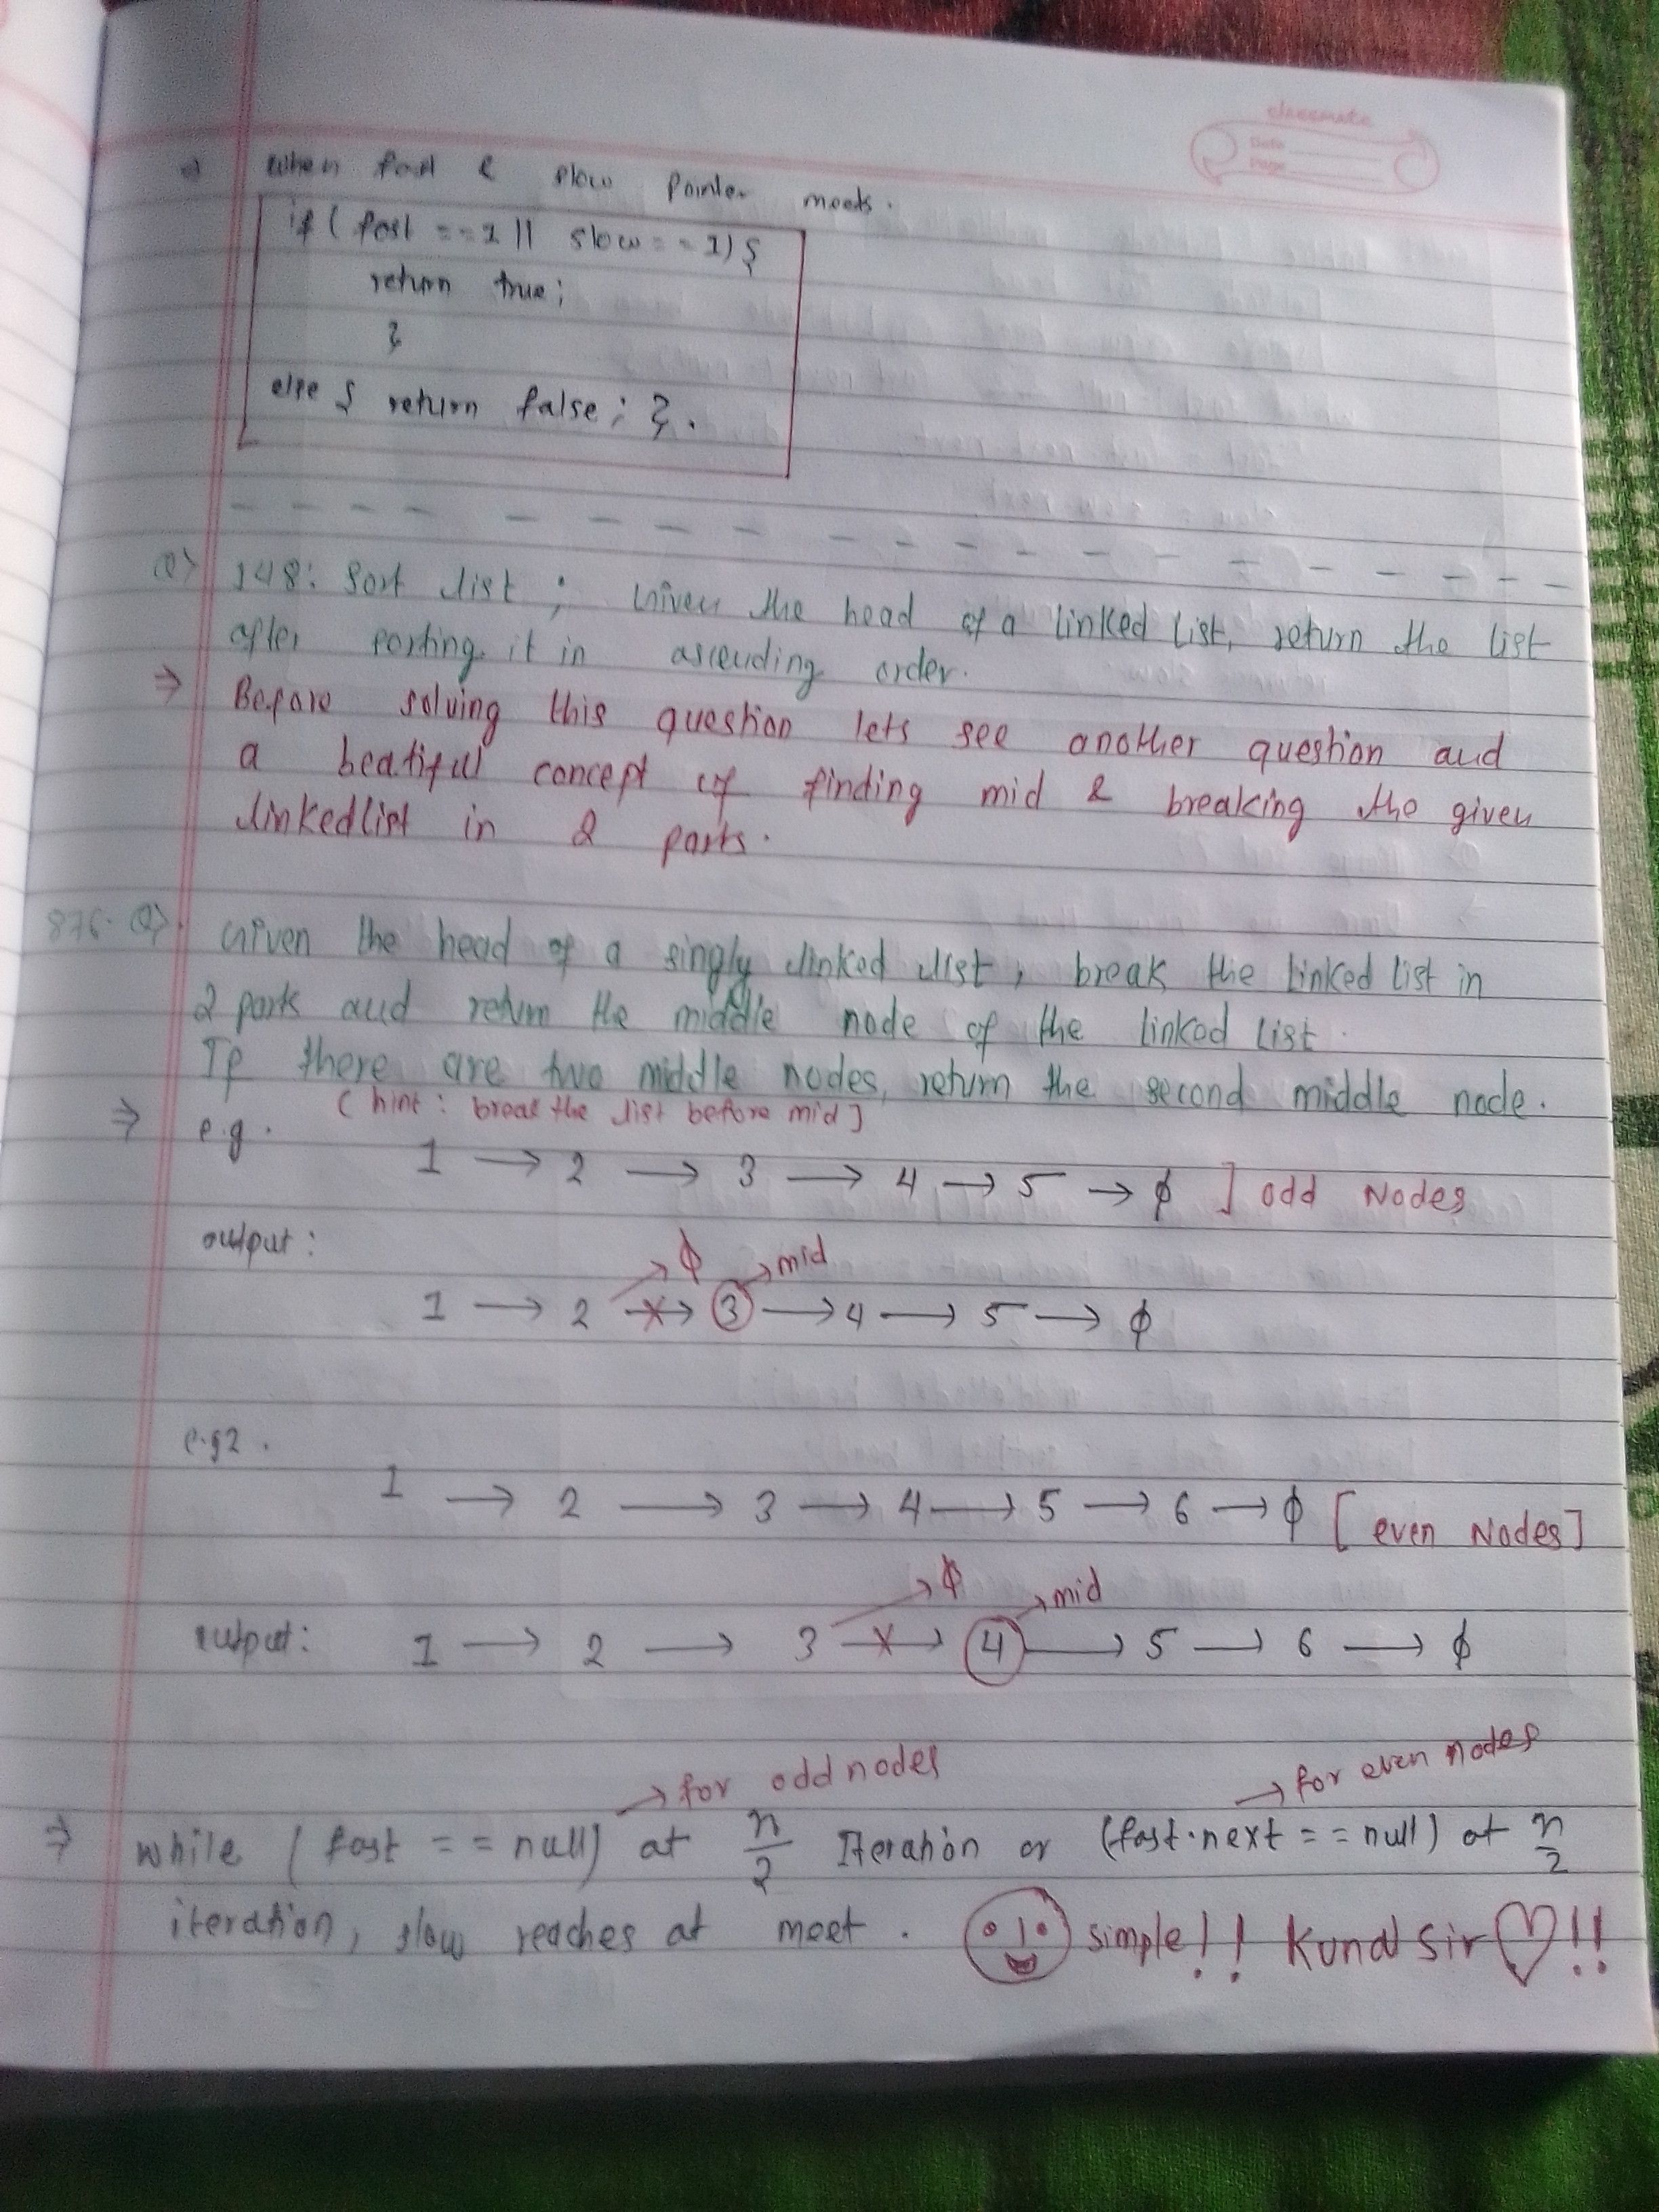 classmate
Date
Page
⇒ when fast & slow pointer meets.
if ( fast == 1 || slow == 1) {
return true;
}
else { return false ; } .
Q> 148: Sort list ; Given the head of a linked list, return the list
after sorting it in ascending order.
⇒ Before solving this question lets see another question and
a beatiful concept of finding mid & breaking the given
linkedlist in 2 parts.
876. Q> Given the head of a singly linked list, break the linked list in
2 parts and return the middle node of the linked list.
If there are two middle nodes, return the second middle node.
( hint : break the list before mid ]
⇒ e.g.
1 → 2 → 3 → 4 → 5 → ϕ ] odd Nodes
output :
ϕ mid
1 → 2 → 3 → 4 → 5 → ϕ
e.g2 .
1 → 2 → 3 → 4 → 5 → 6 → ϕ [ even Nodes ]
ϕ mid
output : 1 → 2 → 3 → 4 → 5 → 6 → ϕ
→ for odd nodes → for even nodes
⇒ while ( fast == null) at n/2 Iteration or (fast.next == null) at n/2
iteration, slow reaches at meet . simple!! Kunal Sir ♡!!